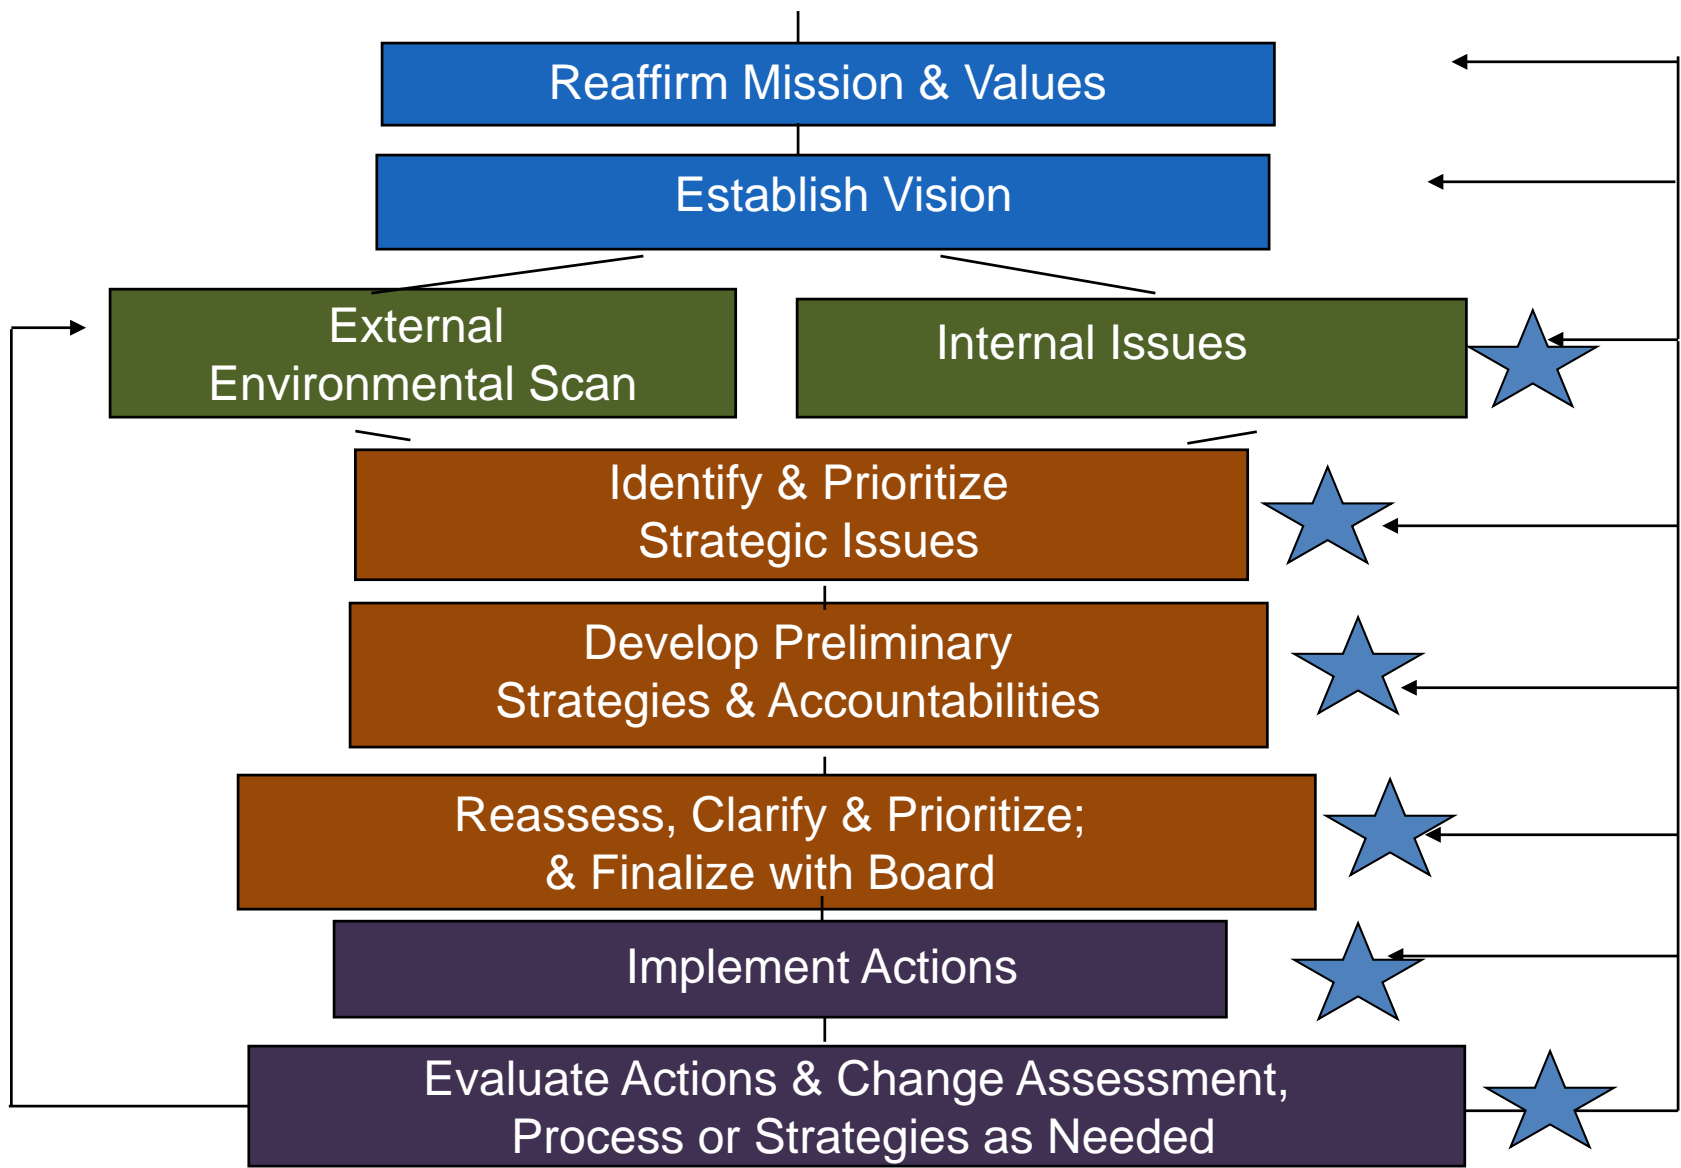 Reaffirm Mission & Values
Establish Vision
External
Environmental Scan
Internal Issues
Identify & Prioritize
Strategic Issues
Develop Preliminary
Strategies & Accountabilities
Reassess, Clarify & Prioritize;
& Finalize with Board
Implement Actions
Evaluate Actions & Change Assessment,
Process or Strategies as Needed